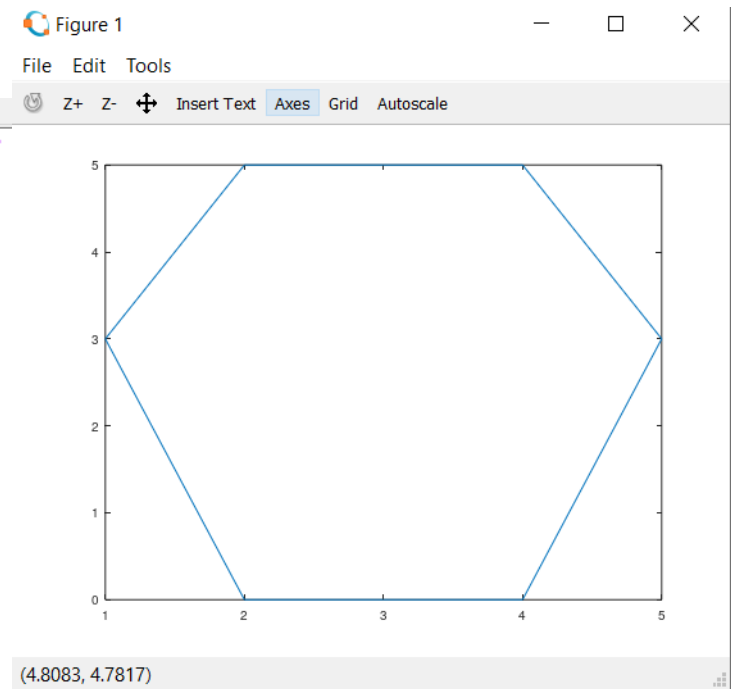 Figure 1
File Edit Tools
Z+ Z- Insert Text Axes Grid Autoscale
5
4
3
2
1
0
1 2 3 4 5
(4.8083, 4.7817)